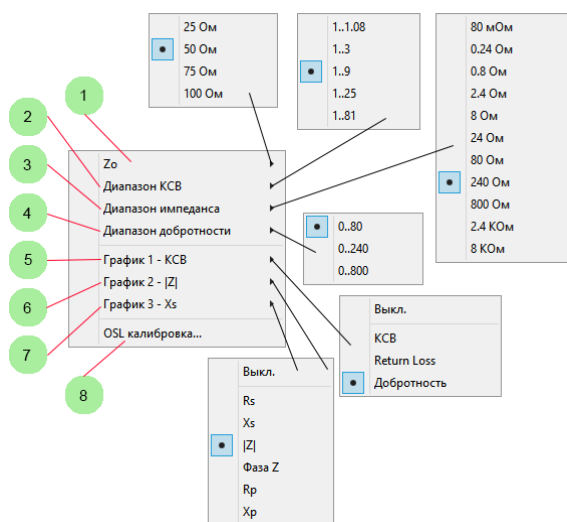 25 Ом
50 Ом
75 Ом
100 Ом
1..1.08
1..3
1..9
1..25
1..81
80 мОм
0.24 Ом
0.8 Ом
2.4 Ом
8 Ом
24 Ом
80 Ом
240 Ом
800 Ом
2.4 КОм
8 КОм
1
2
3
4
5
6
7
8
Zo
Диапазон КСВ
Диапазон импеданса
Диапазон добротности
График 1 - КСВ
График 2 - |Z|
График 3 - Xs
OSL калибровка...
0..80
0..240
0..800
Выкл.
КСВ
Return Loss
Добротность
Выкл.
Rs
Xs
|Z|
Фаза Z
Rp
Xp